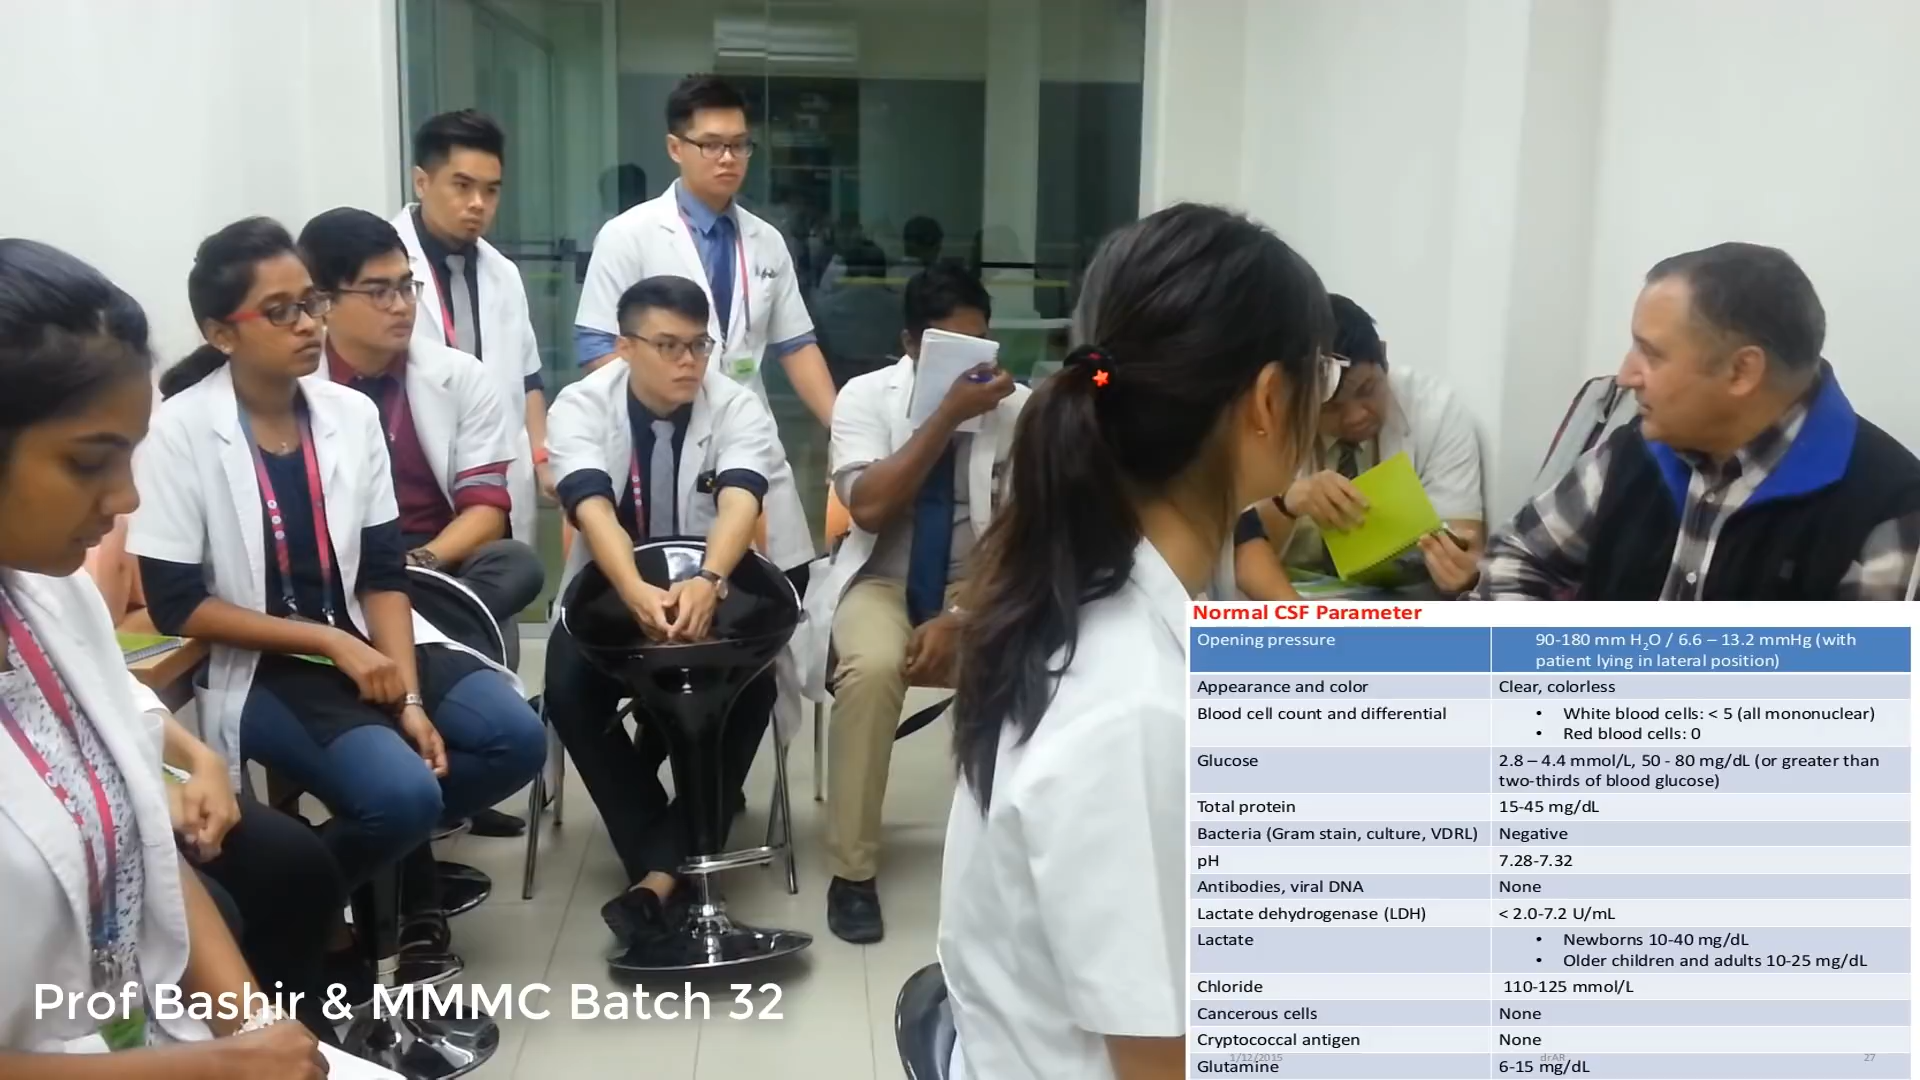 Normal CSF Parameter
Opening pressure
90-180 mm H2O / 6.6 – 13.2 mmHg (with
patient lying in lateral position)
Appearance and color
Clear, colorless
Blood cell count and differential
• White blood cells: < 5 (all mononuclear)
• Red blood cells: 0
Glucose
2.8 – 4.4 mmol/L, 50 - 80 mg/dL (or greater than
two-thirds of blood glucose)
Total protein
15-45 mg/dL
Bacteria (Gram stain, culture, VDRL)
Negative
pH
7.28-7.32
Antibodies, viral DNA
None
Lactate dehydrogenase (LDH)
< 2.0-7.2 U/mL
Lactate
• Newborns 10-40 mg/dL
• Older children and adults 10-25 mg/dL
Chloride
110-125 mmol/L
Cancerous cells
None
Cryptococcal antigen
None
1/12/2015
drAR
27
Glutamine
6-15 mg/dL
Prof Bashir & MMMC Batch 32